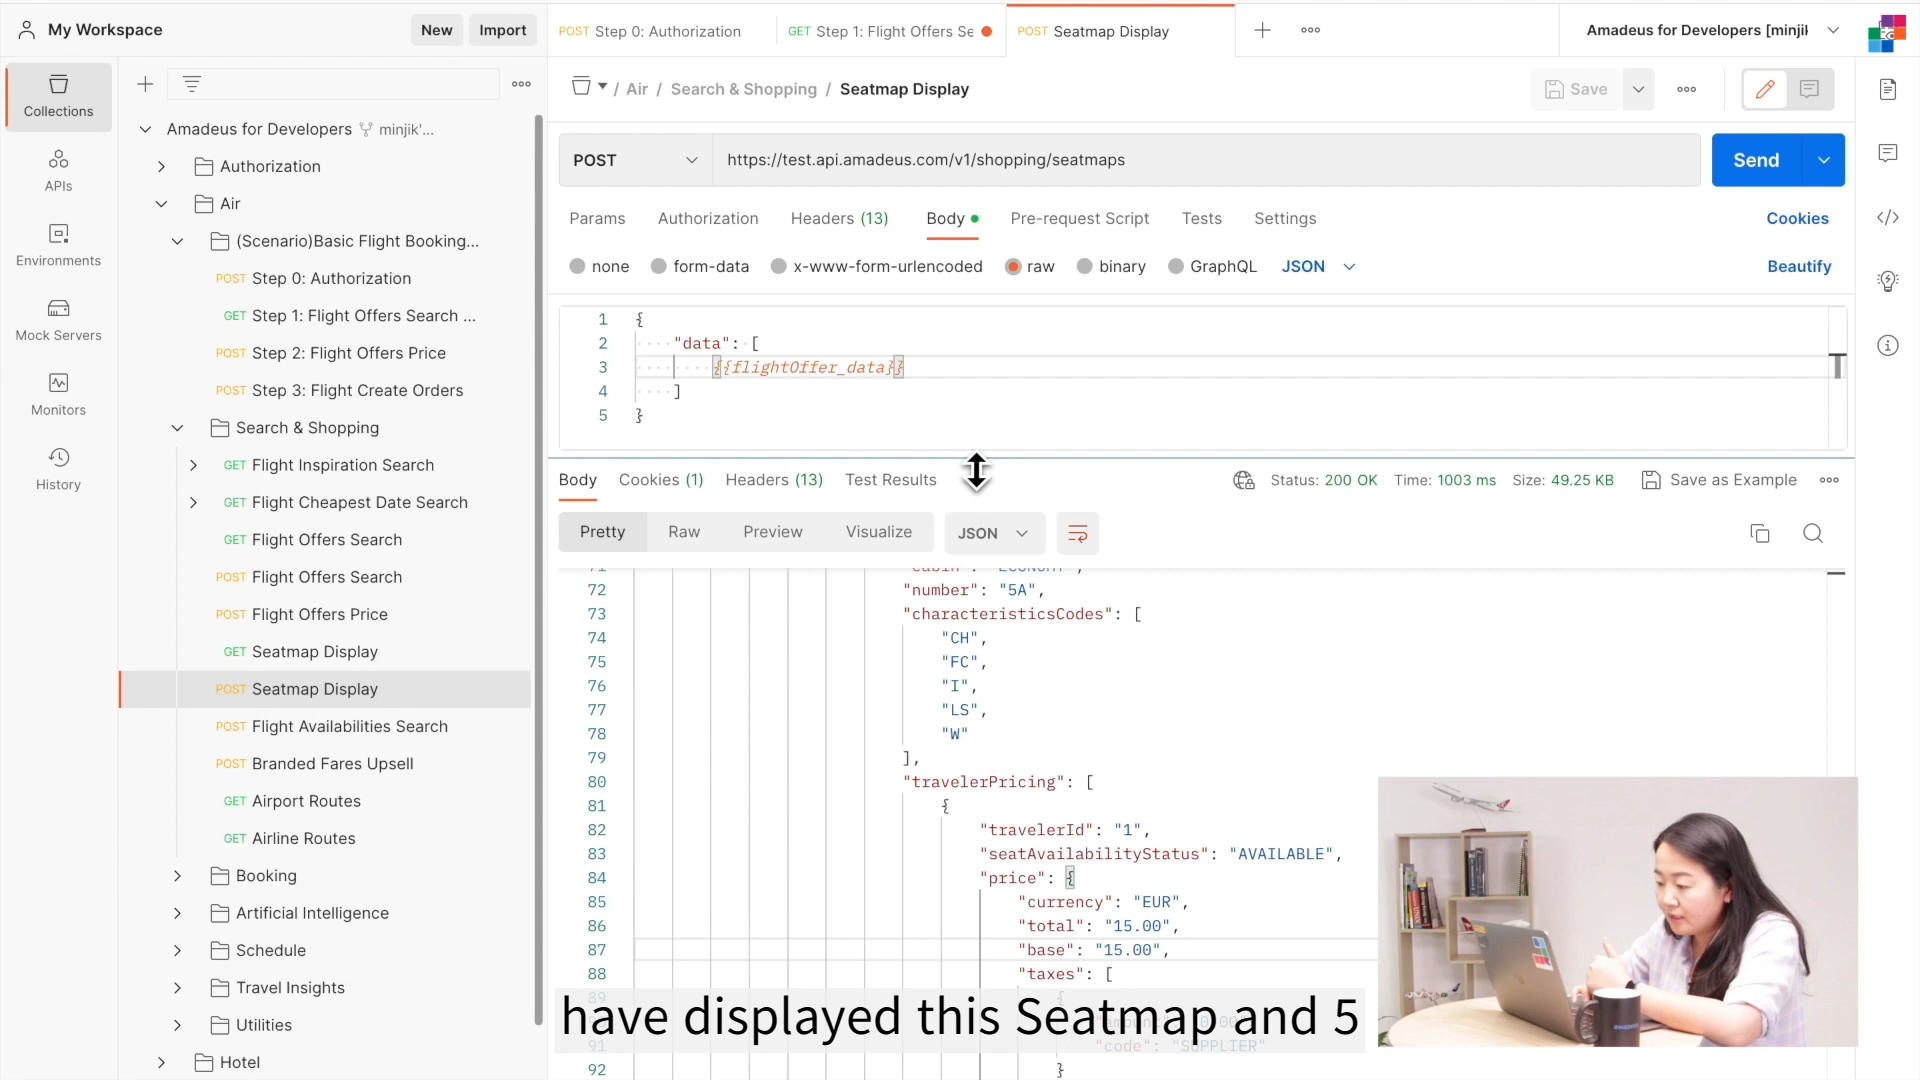 My Workspace
New
Import
POST Step 0: Authorization
GET Step 1: Flight Offers Se
POST Seatmap Display
Amadeus for Developers [minjik
Collections
APIs
Environments
Mock Servers
Monitors
History
Amadeus for Developers minjik'...
Authorization
Air
(Scenario)Basic Flight Booking...
POST Step 0: Authorization
GET Step 1: Flight Offers Search ...
POST Step 2: Flight Offers Price
POST Step 3: Flight Create Orders
Search & Shopping
GET Flight Inspiration Search
GET Flight Cheapest Date Search
GET Flight Offers Search
POST Flight Offers Search
POST Flight Offers Price
GET Seatmap Display
POST Seatmap Display
POST Flight Availabilities Search
POST Branded Fares Upsell
GET Airport Routes
GET Airline Routes
Booking
Artificial Intelligence
Schedule
Travel Insights
Utilities
Hotel
/ Air / Search & Shopping / Seatmap Display
Save
POST
https://test.api.amadeus.com/v1/shopping/seatmaps
Send
Params Authorization Headers (13) Body Pre-request Script Tests Settings
Cookies
none form-data x-www-form-urlencoded raw binary GraphQL JSON
Beautify
1 {
2 "data": [
3 {{flightOffer_data}}
4 ]
5 }
Body Cookies (1) Headers (13) Test Results
Status: 200 OK Time: 1003 ms Size: 49.25 KB Save as Example
Pretty Raw Preview Visualize JSON
71 "cabin": "ECONOMY",
72 "number": "5A",
73 "characteristicsCodes": [
74 "CH",
75 "FC",
76 "I",
77 "LS",
78 "W"
79 ],
80 "travelerPricing": [
81 {
82 "travelerId": "1",
83 "seatAvailabilityStatus": "AVAILABLE",
84 "price": {
85 "currency": "EUR",
86 "total": "15.00",
87 "base": "15.00",
88 "taxes": [
89 {
91 "code": "SUPPLIER"
92 }
have displayed this Seatmap and 5